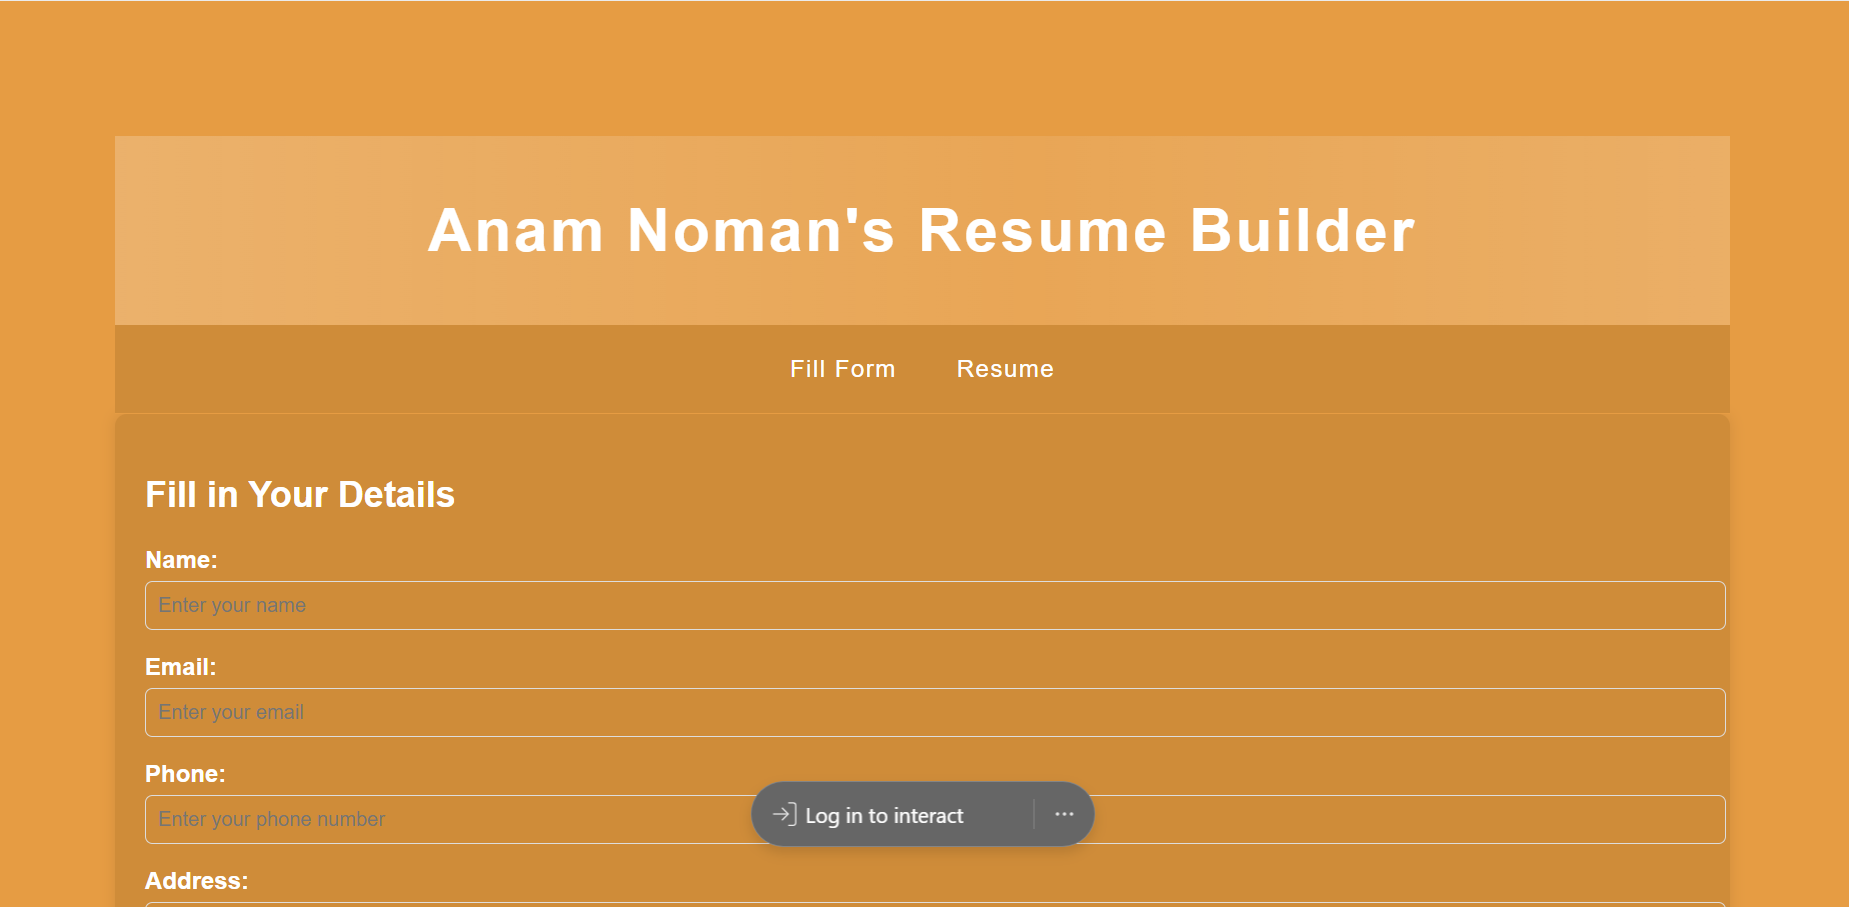 Anam Noman's Resume Builder
Fill Form Resume
Fill in Your Details
Name:
Enter your name
Email:
Enter your email
Phone:
Enter your phone number
Log in to interact
Address: